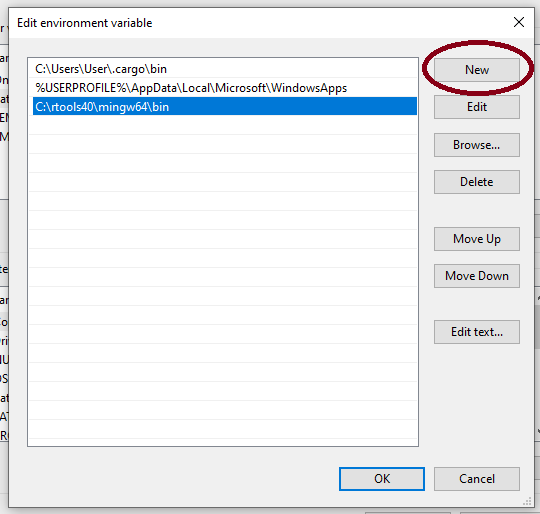 Edit environment variable
C:\Users\User\.cargo\bin
%USERPROFILE%\AppData\Local\Microsoft\WindowsApps
C:\rtools40\mingw64\bin
New
Edit
Browse...
Delete
Move Up
Move Down
Edit text...
OK
Cancel